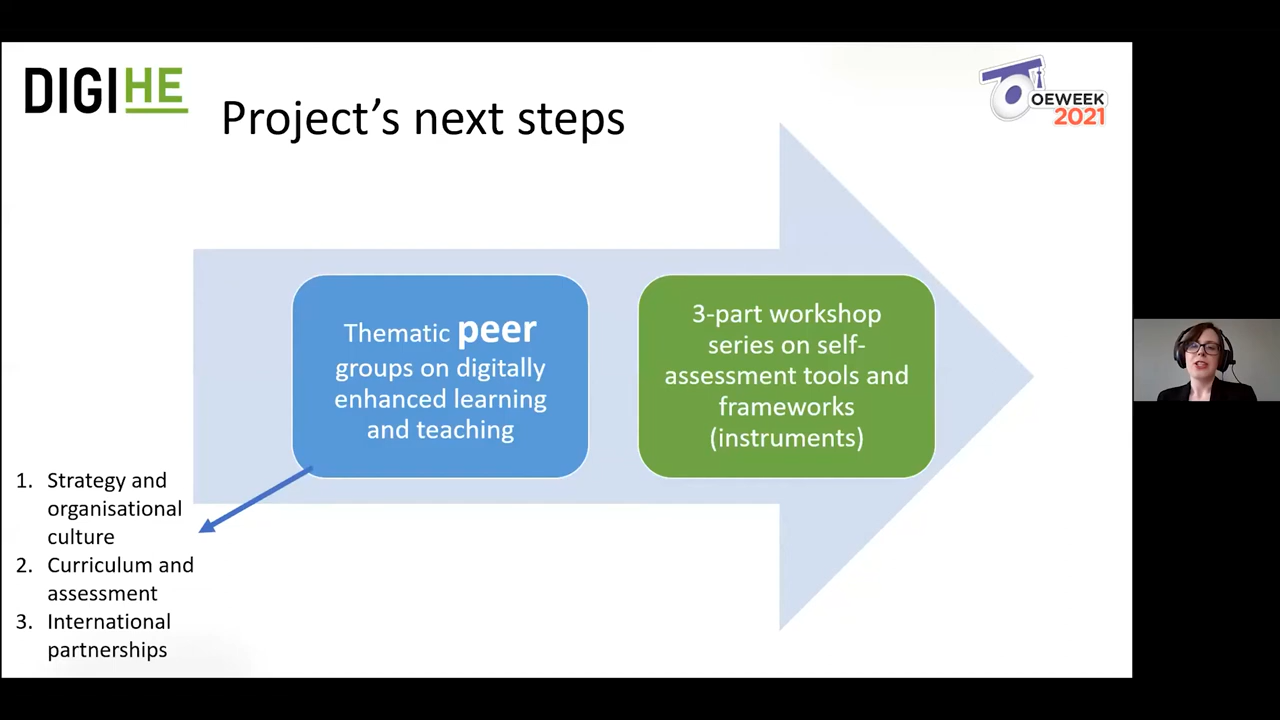 DIGIHE
Project's next steps
OEWEEK
2021
Thematic peer
groups on digitally
enhanced learning
and teaching
3-part workshop
series on self-
assessment tools and
frameworks
(instruments)
1. Strategy and
organisational
culture
2. Curriculum and
assessment
3. International
partnerships